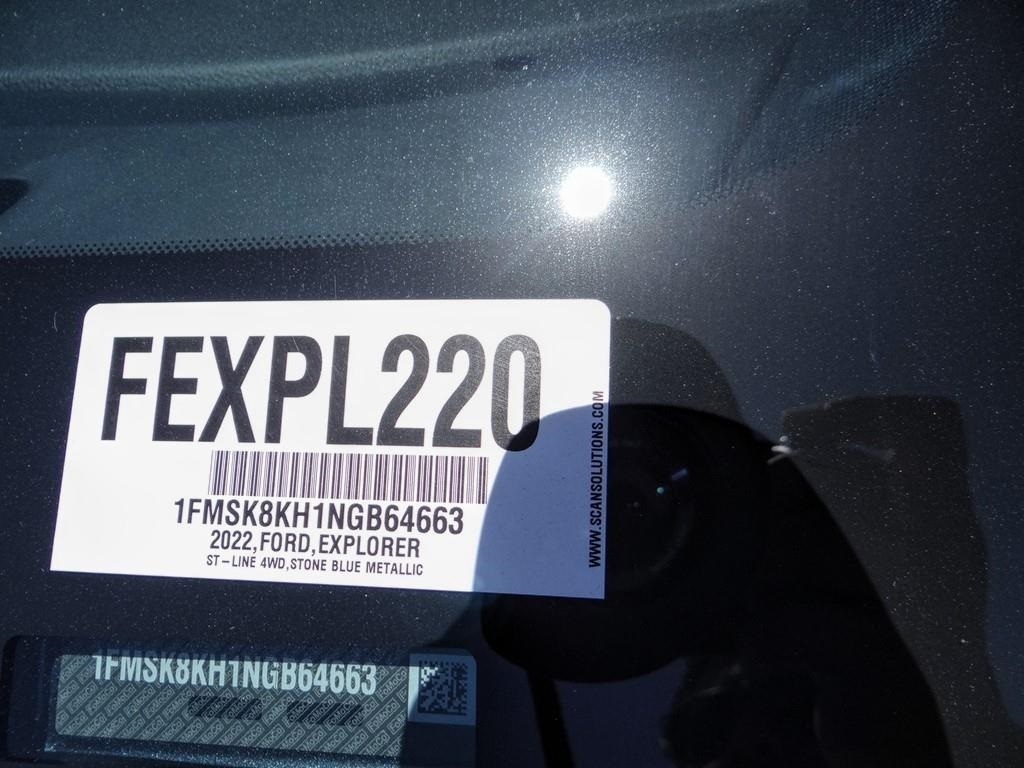 FEXPL220
1FMSK8KH1NGB64663
2022,FORD,EXPLORER
ST-LINE 4WD,STONE BLUE METALLIC
WWW.SCANSOLUTIONS.COM
1FMSK8KH1NGB64663